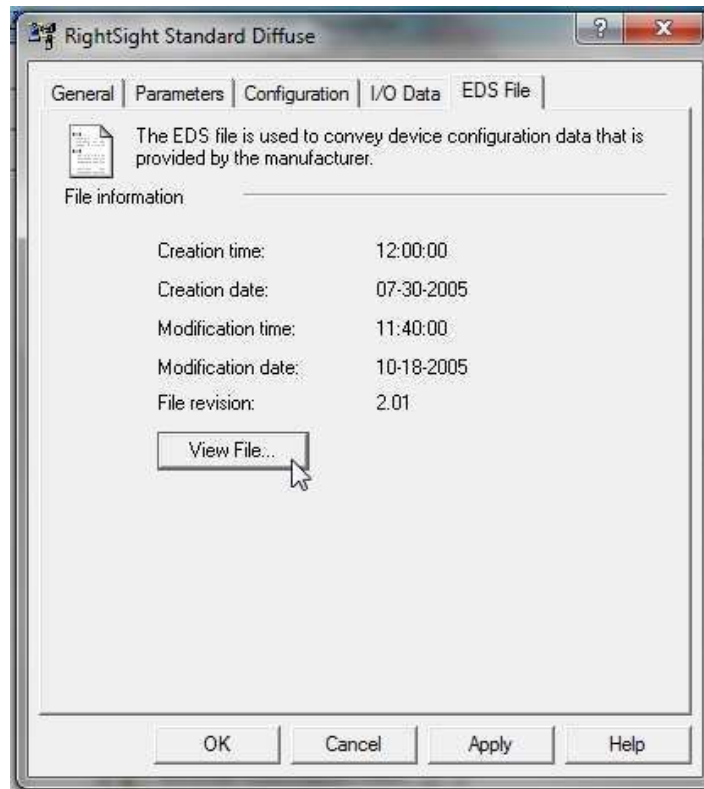 RightSight Standard Diffuse
General Parameters Configuration I/O Data EDS File
The EDS file is used to convey device configuration data that is
provided by the manufacturer.
File information
Creation time: 12:00:00
Creation date: 07-30-2005
Modification time: 11:40:00
Modification date: 10-18-2005
File revision: 2.01
View File...
OK Cancel Apply Help